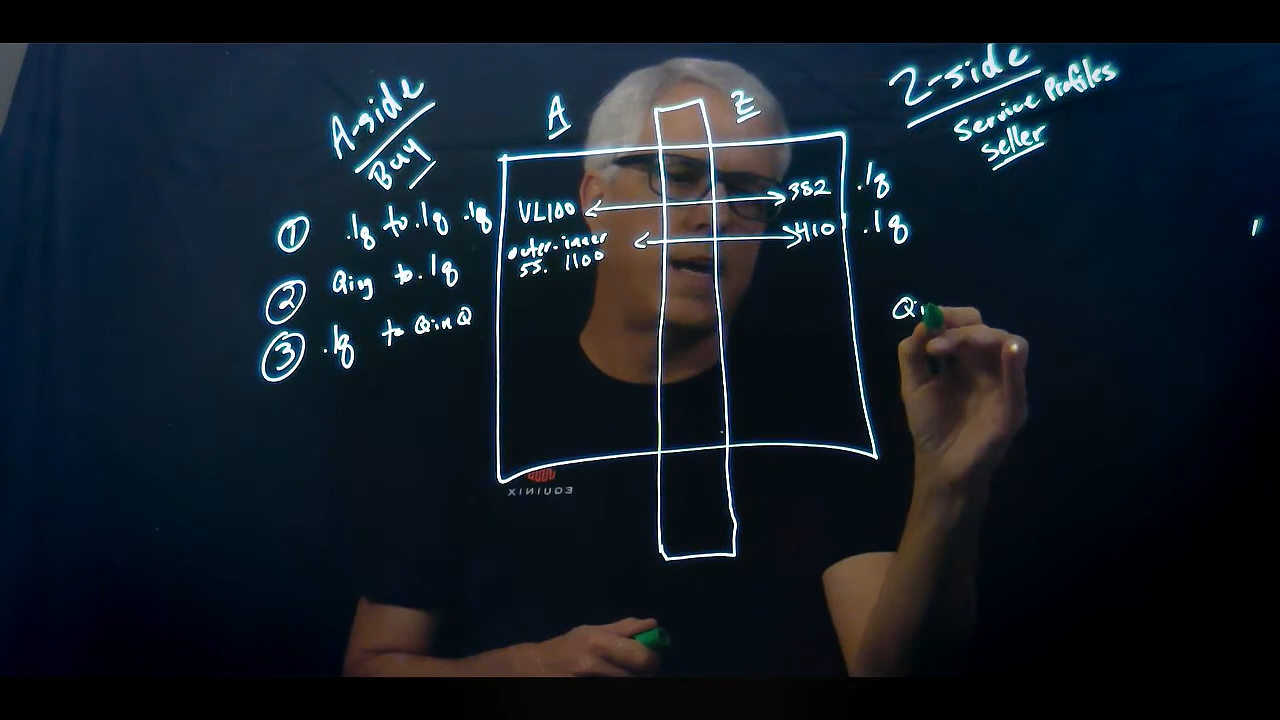 A-side
Buy
① .1q to .1q .1q
② Qinq to .1q
③ .1q to QinQ
A
Z
VL100
382
.1q
outer.inner
55. 1100
410
.1q
Z-side
Service Profiles
Seller
Qi
EQUINIX